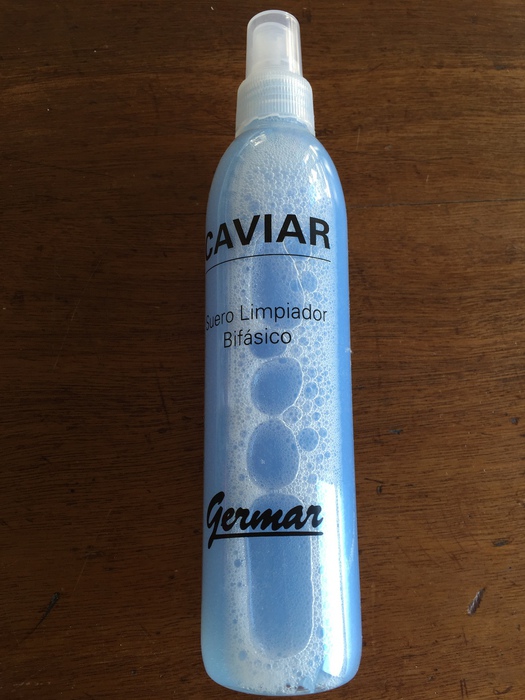 CAVIAR
Suero Limpiador
Bifásico
Germar